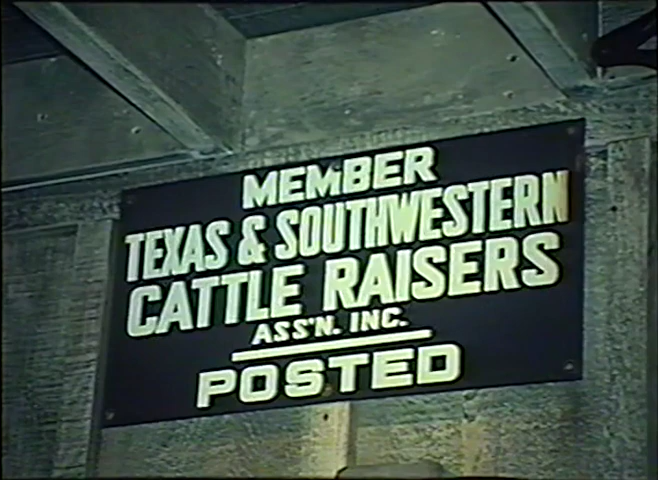 MEMBER
TEXAS & SOUTHWESTERN
CATTLE RAISERS
ASS'N. INC.
POSTED